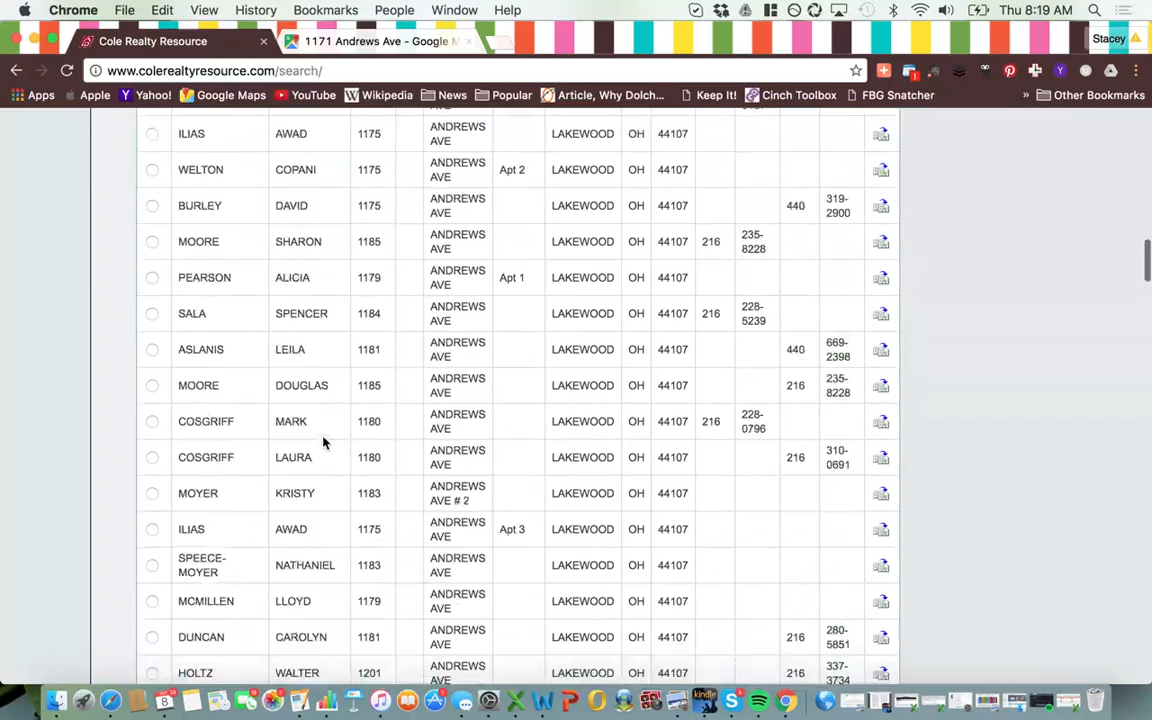 Chrome File Edit View History Bookmarks People Window Help Thu 8:19 AM
Cole Realty Resource 1171 Andrews Ave - Google M Stacey
www.colerealtyresource.com/search/
Apps Apple Yahoo! Google Maps YouTube Wikipedia News Popular Article, Why Dolch... Keep It! Cinch Toolbox FBG Snatcher » Other Bookmarks
AVE
ILIAS AWAD 1175 ANDREWS AVE LAKEWOOD OH 44107
WELTON COPANI 1175 ANDREWS AVE Apt 2 LAKEWOOD OH 44107
BURLEY DAVID 1175 ANDREWS AVE LAKEWOOD OH 44107 440 319-2900
MOORE SHARON 1185 ANDREWS AVE LAKEWOOD OH 44107 216 235-8228
PEARSON ALICIA 1179 ANDREWS AVE Apt 1 LAKEWOOD OH 44107
SALA SPENCER 1184 ANDREWS AVE LAKEWOOD OH 44107 216 228-5239
ASLANIS LEILA 1181 ANDREWS AVE LAKEWOOD OH 44107 440 669-2398
MOORE DOUGLAS 1185 ANDREWS AVE LAKEWOOD OH 44107 216 235-8228
COSGRIFF MARK 1180 ANDREWS AVE LAKEWOOD OH 44107 216 228-0796
COSGRIFF LAURA 1180 ANDREWS AVE LAKEWOOD OH 44107 216 310-0691
MOYER KRISTY 1183 ANDREWS AVE # 2 LAKEWOOD OH 44107
ILIAS AWAD 1175 ANDREWS AVE Apt 3 LAKEWOOD OH 44107
SPEECE-MOYER NATHANIEL 1183 ANDREWS AVE LAKEWOOD OH 44107
MCMILLEN LLOYD 1179 ANDREWS AVE LAKEWOOD OH 44107
DUNCAN CAROLYN 1181 ANDREWS AVE LAKEWOOD OH 44107 216 280-5851
HOLTZ WALTER 1201 ANDREWS AVE LAKEWOOD OH 44107 216 337-3734